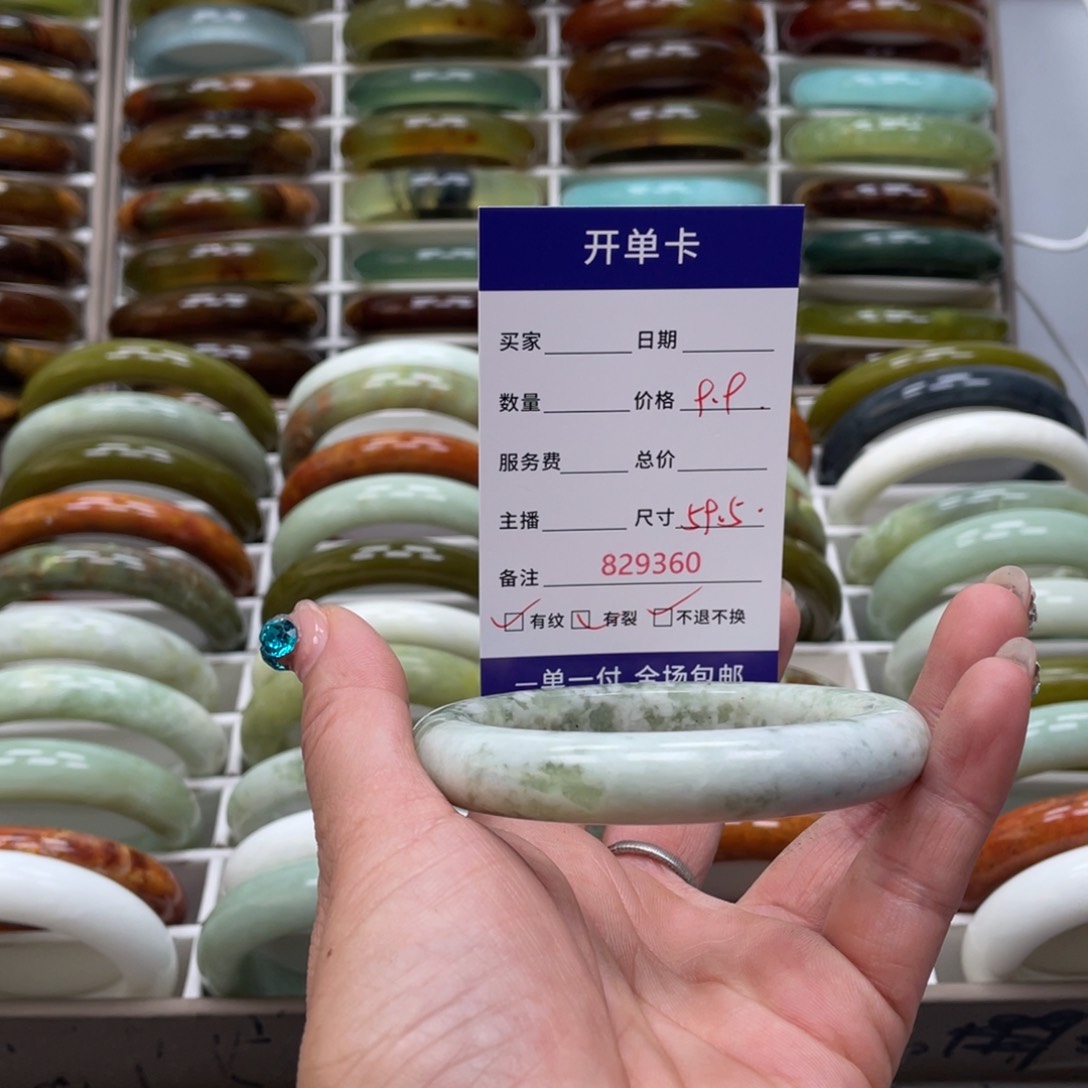 开单卡
买家 日期
数量 价格 9.9.
服务费 总价
主播 尺寸 59.5.
829360
备注
有纹 有裂 不退不换
一单一付 全场包邮